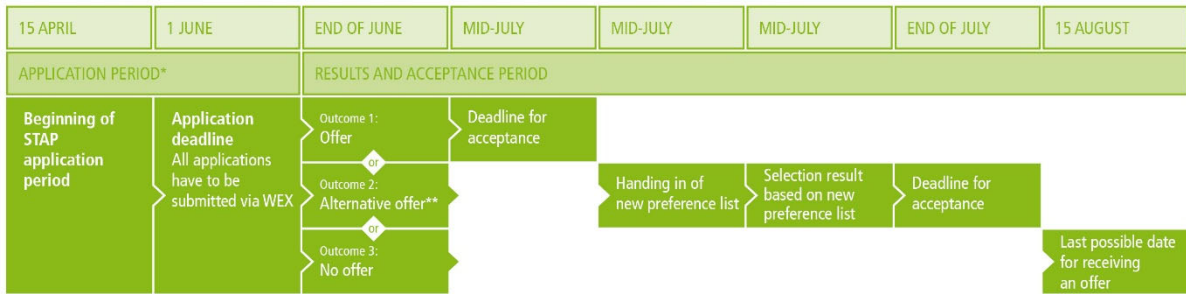 15 APRIL
1 JUNE
END OF JUNE
MID-JULY
MID-JULY
MID-JULY
END OF JULY
15 AUGUST
APPLICATION PERIOD*
RESULTS AND ACCEPTANCE PERIOD
Beginning of
STAP
application
period
Application
deadline
All applications
have to be
submitted via WEX
Outcome 1:
Offer
or
Outcome 2:
Alternative offer**
or
Outcome 3:
No offer
Deadline for
acceptance
Handing in of
new preference list
Selection result
based on new
preference list
Deadline for
acceptance
Last possible date
for receiving
an offer